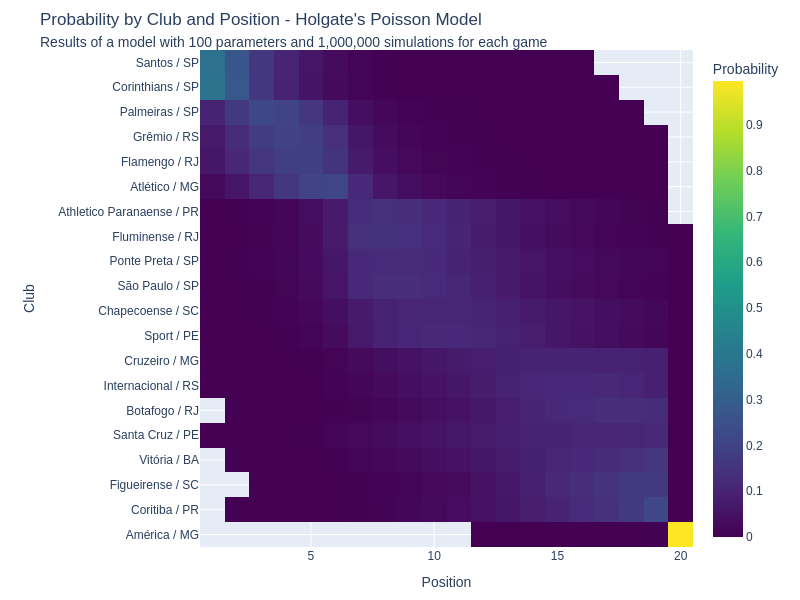 Probability by Club and Position - Holgate's Poisson Model
Results of a model with 100 parameters and 1,000,000 simulations for each game
Club
Santos / SP
Corinthians / SP
Palmeiras / SP
Grêmio / RS
Flamengo / RJ
Atlético / MG
Athletico Paranaense / PR
Fluminense / RJ
Ponte Preta / SP
São Paulo / SP
Chapecoense / SC
Sport / PE
Cruzeiro / MG
Internacional / RS
Botafogo / RJ
Santa Cruz / PE
Vitória / BA
Figueirense / SC
Coritiba / PR
América / MG
5
10
15
20
Position
Probability
0.9
0.8
0.7
0.6
0.5
0.4
0.3
0.2
0.1
0